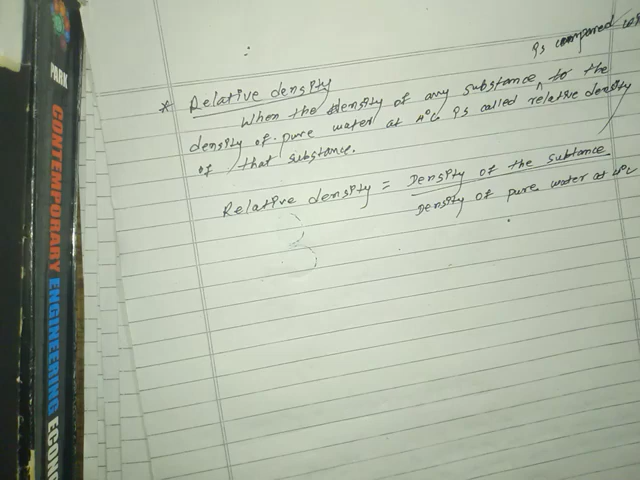 PARK
CONTEMPORARY ENGINEERING ECON
is compared
* Relative density
When the density of any substance ^ to the
density of pure water at 4°C is called relative density
of that substance.
Relative density = Density of the subtance
Density of pure water at 4°C